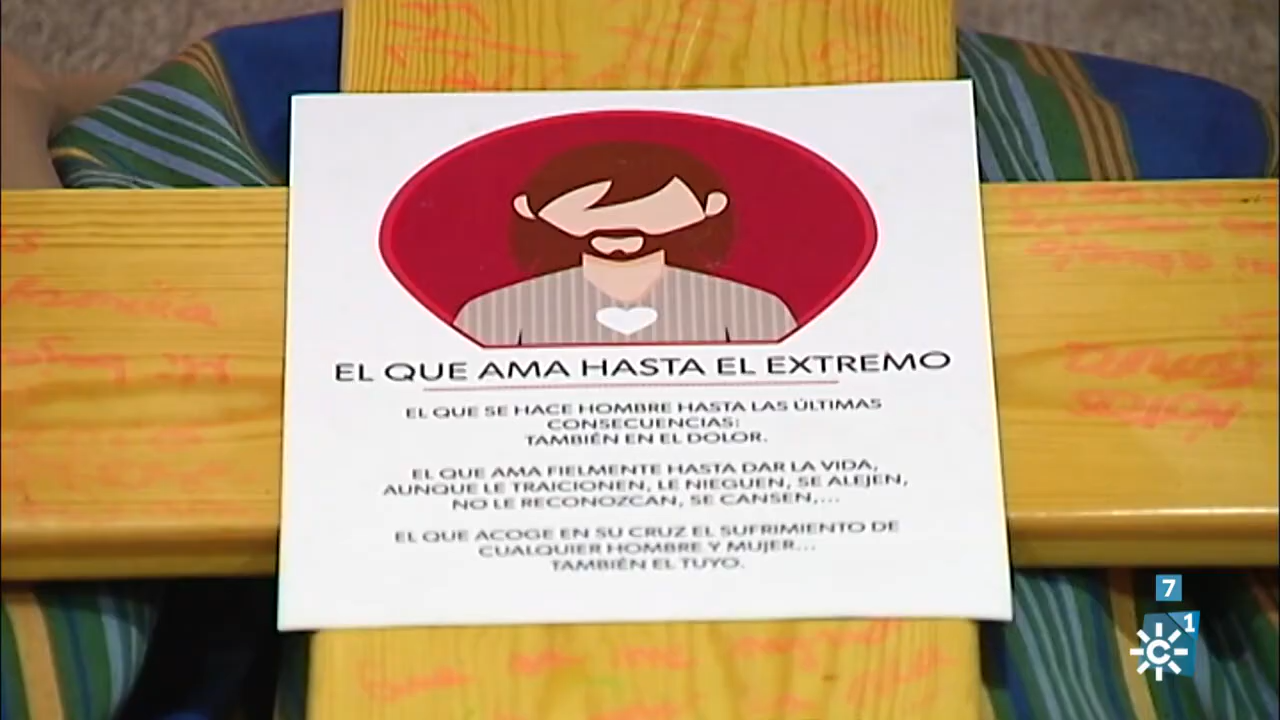 EL QUE AMA HASTA EL EXTREMO
EL QUE SE HACE HOMBRE HASTA LAS ÚLTIMAS
CONSECUENCIAS:
TAMBIÉN EN EL DOLOR.
EL QUE AMA FIELMENTE HASTA DAR LA VIDA,
AUNQUE LE TRAICIONEN, LE NIEGUEN, SE ALEJEN,
NO LE RECONOZCAN, SE CANSEN,...
EL QUE ACOGE EN SU CRUZ EL SUFRIMIENTO DE
CUALQUIER HOMBRE Y MUJER...
TAMBIÉN EL TUYO.
familia
7
1
C